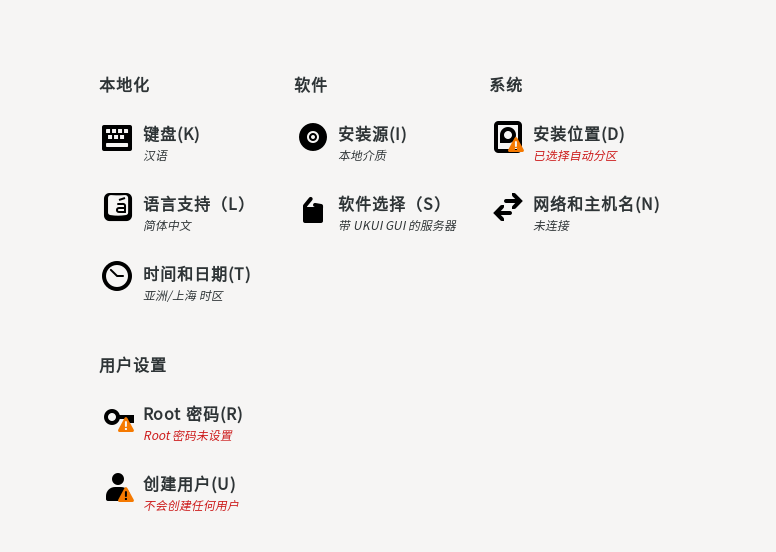 本地化
键盘(K)
汉语
语言支持（L）
简体中文
时间和日期(T)
亚洲/上海 时区
软件
安装源(I)
本地介质
软件选择（S）
带 UKUI GUI 的服务器
系统
安装位置(D)
已选择自动分区
网络和主机名(N)
未连接
用户设置
Root 密码(R)
Root 密码未设置
创建用户(U)
不会创建任何用户